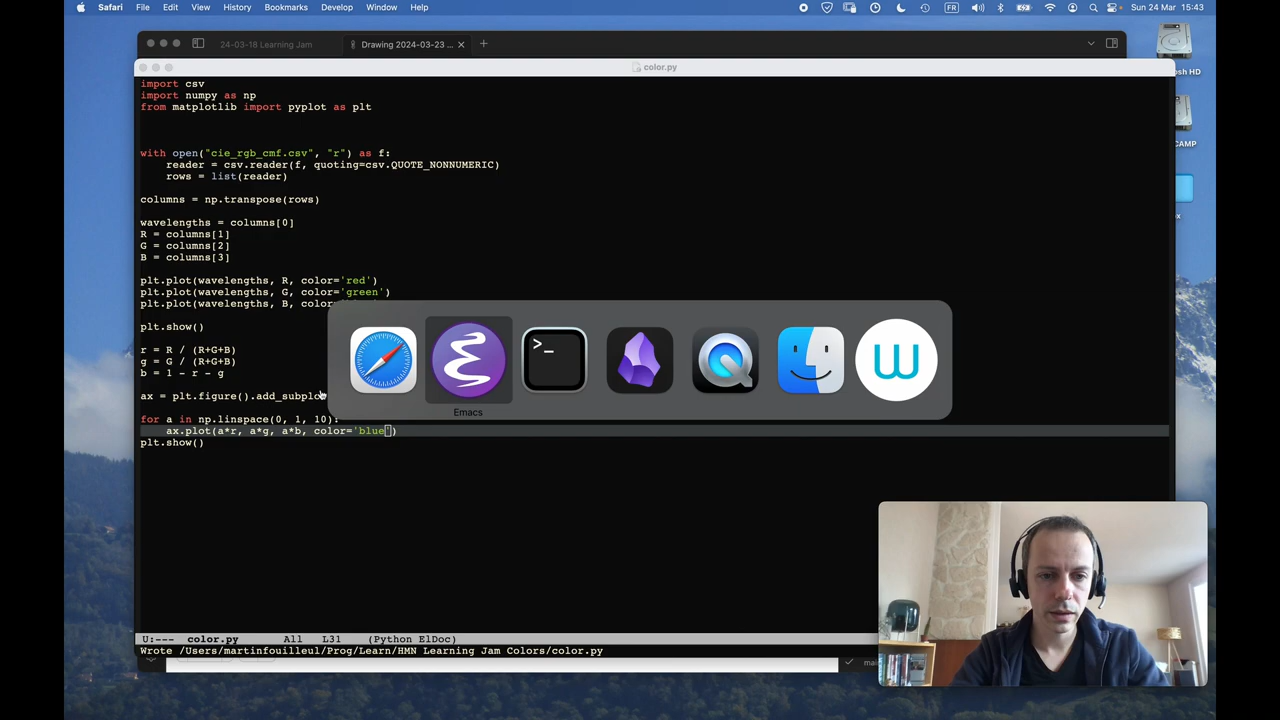 Safari File Edit View History Bookmarks Develop Window Help FR Sun 24 Mar 15:43
24-03-18 Learning Jam Drawing 2024-03-23 ...
color.py
osh HD
import csv
import numpy as np
from matplotlib import pyplot as plt
CAMP
with open("cie_rgb_cmf.csv", "r") as f:
reader = csv.reader(f, quoting=csv.QUOTE_NONNUMERIC)
rows = list(reader)
columns = np.transpose(rows)
wavelengths = columns[0]
R = columns[1]
G = columns[2]
B = columns[3]
plt.plot(wavelengths, R, color='red')
plt.plot(wavelengths, G, color='green')
plt.plot(wavelengths, B, color
plt.show()
r = R / (R+G+B)
g = G / (R+G+B)
b = 1 - r - g
ax = plt.figure().add_subplo
Emacs
for a in np.linspace(0, 1, 10):
ax.plot(a*r, a*g, a*b, color='blue')
plt.show()
U:--- color.py All L31 (Python ElDoc)
Wrote /Users/martinfouilleul/Prog/Learn/HMN Learning Jam Colors/color.py